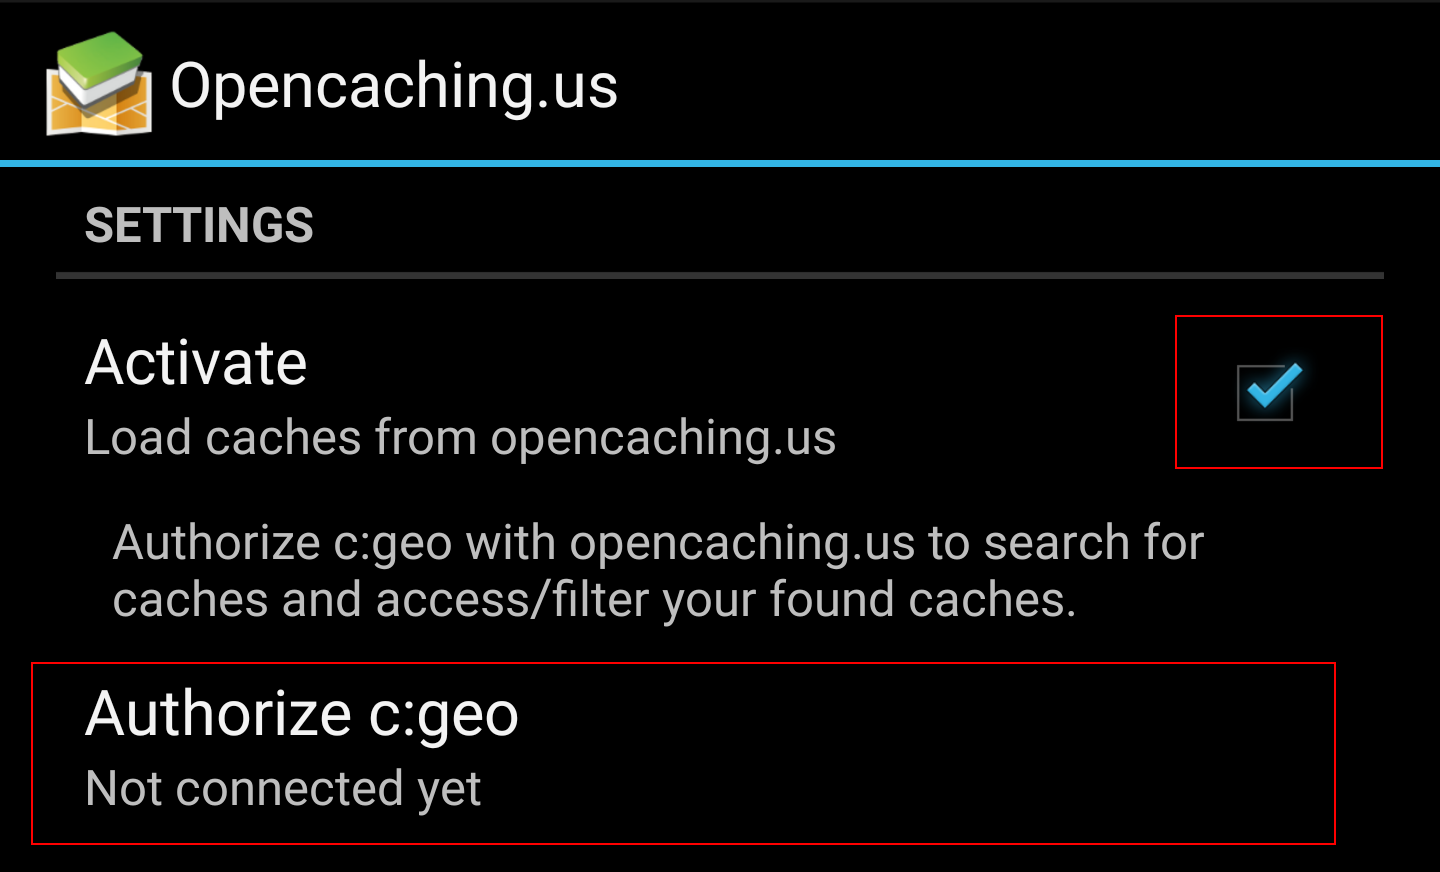 Opencaching.us
SETTINGS
Activate
Load caches from opencaching.us
Authorize c:geo with opencaching.us to search for
caches and access/filter your found caches.
Authorize c:geo
Not connected yet